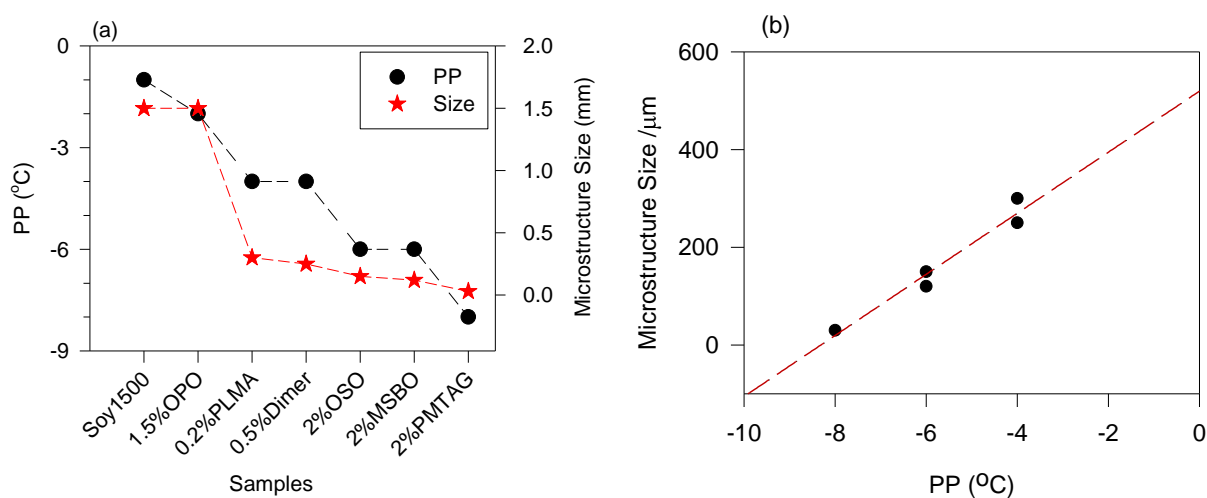 (a)
PP
Size
0
-3
-6
-9
PP (°C)
2.0
1.5
1.0
0.5
0.0
Microstructure Size (mm)
Soy1500
1.5%OPO
0.2%PLMA
0.5%Dimer
2%OSO
2%MSBO
2%PMTAG
Samples
(b)
600
400
200
0
Microstructure Size /μm
-10
-8
-6
-4
-2
0
PP (°C)